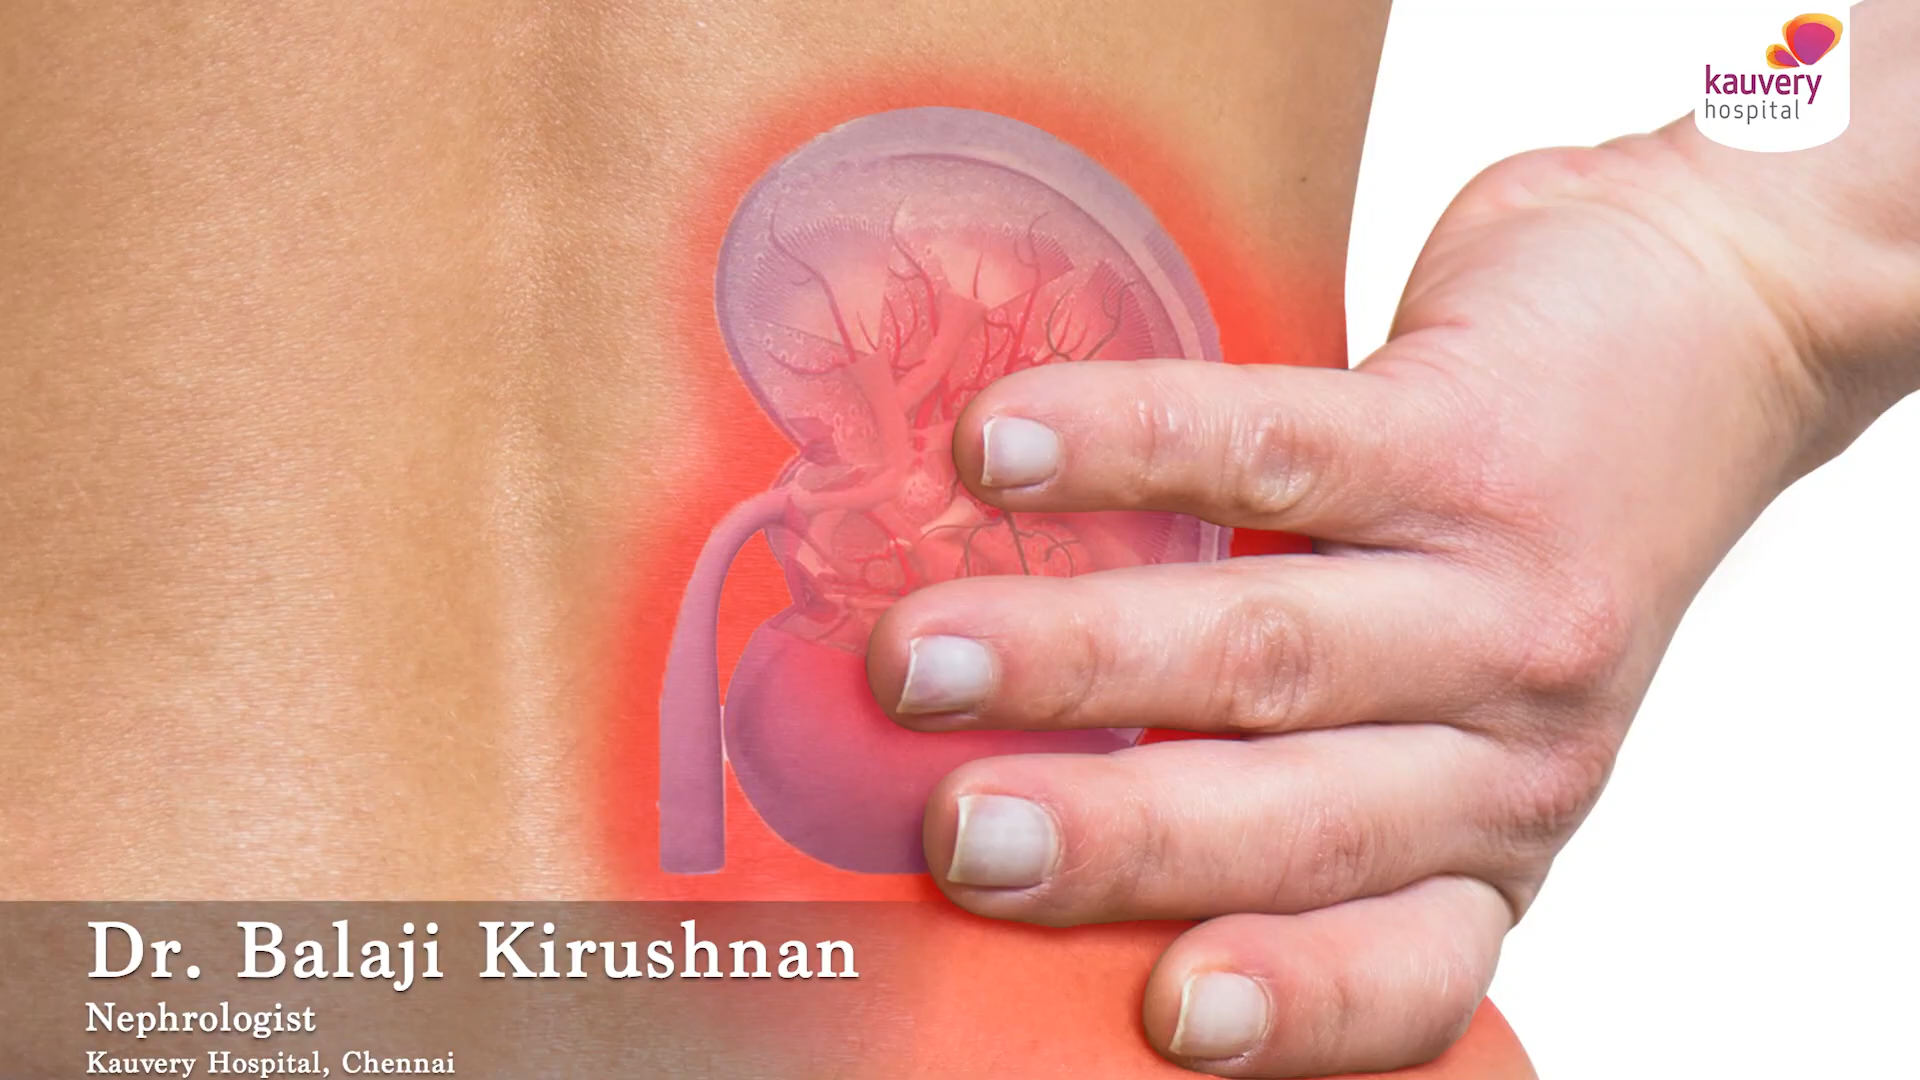 kauvery
hospital
Dr. Balaji Kirushnan
Nephrologist
Kauvery Hospital, Chennai